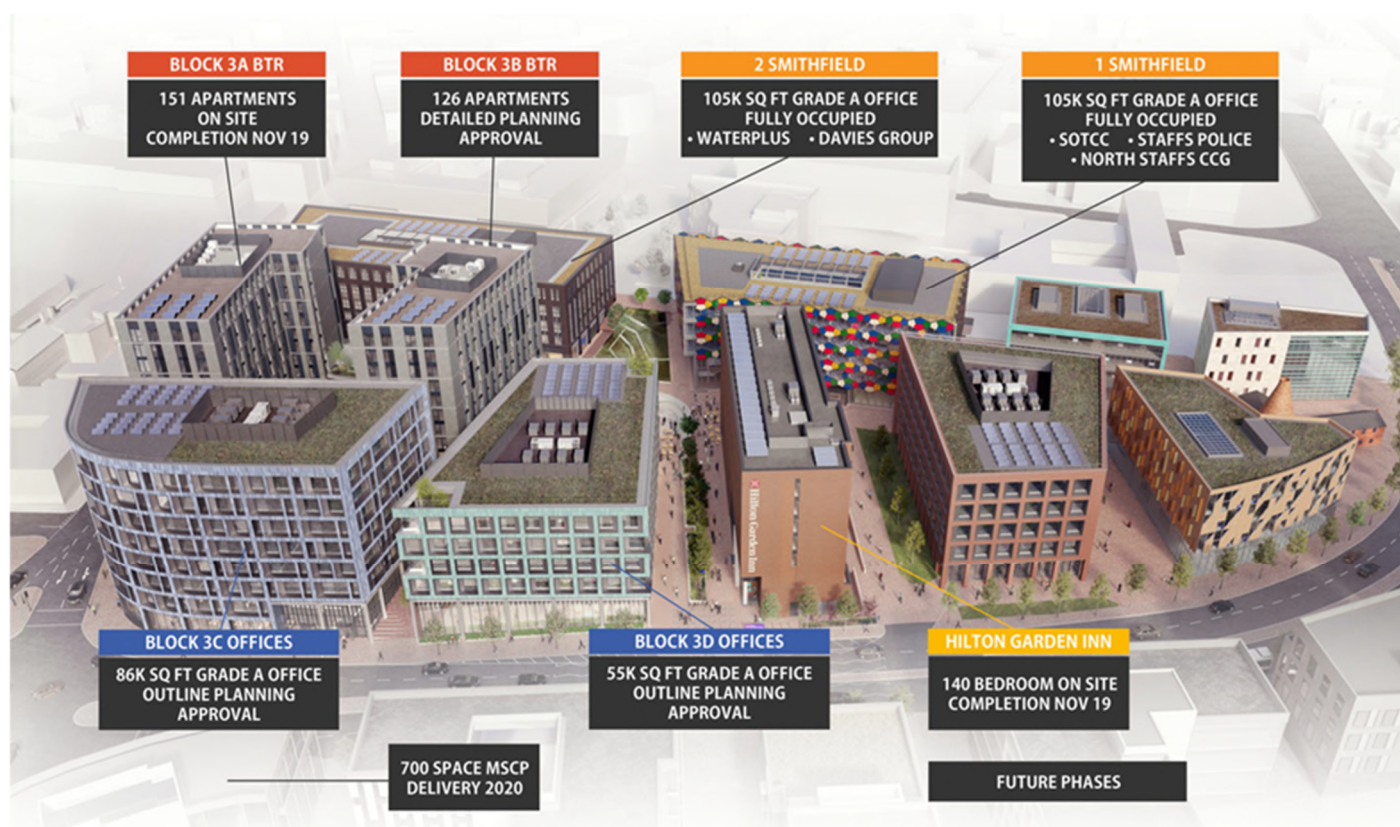 BLOCK 3A BTR
151 APARTMENTS
ON SITE
COMPLETION NOV 19
BLOCK 3B BTR
126 APARTMENTS
DETAILED PLANNING
APPROVAL
2 SMITHFIELD
105K SQ FT GRADE A OFFICE
FULLY OCCUPIED
• WATERPLUS • DAVIES GROUP
1 SMITHFIELD
105K SQ FT GRADE A OFFICE
FULLY OCCUPIED
• SOTCC • STAFFS POLICE
• NORTH STAFFS CCG
Hilton Garden Inn
BLOCK 3C OFFICES
86K SQ FT GRADE A OFFICE
OUTLINE PLANNING
APPROVAL
BLOCK 3D OFFICES
55K SQ FT GRADE A OFFICE
OUTLINE PLANNING
APPROVAL
HILTON GARDEN INN
140 BEDROOM ON SITE
COMPLETION NOV 19
700 SPACE MSCP
DELIVERY 2020
FUTURE PHASES